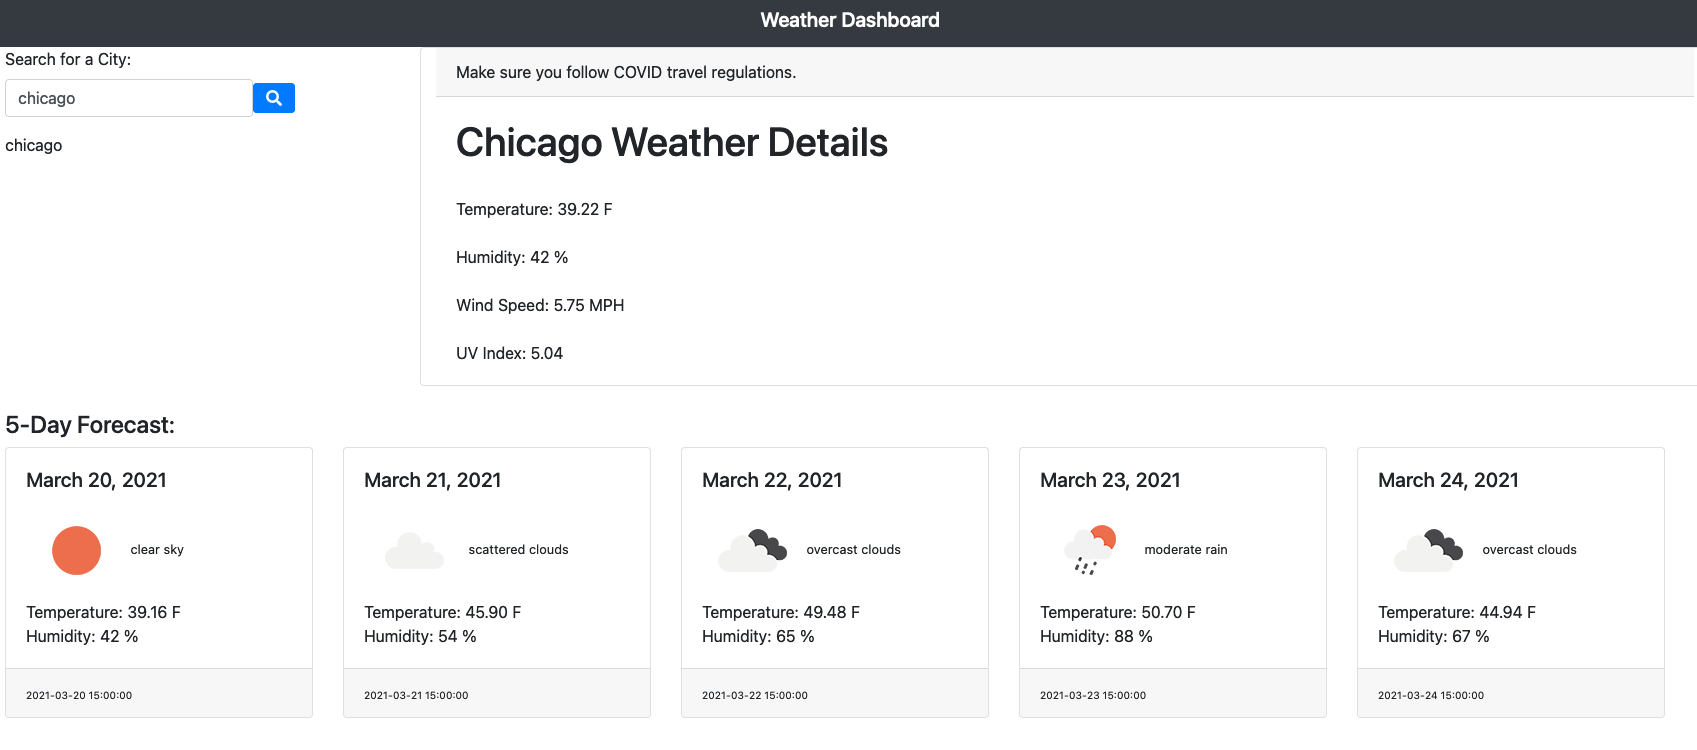 Weather Dashboard
Search for a City:
chicago
chicago
Make sure you follow COVID travel regulations.
Chicago Weather Details
Temperature: 39.22 F
Humidity: 42 %
Wind Speed: 5.75 MPH
UV Index: 5.04
5-Day Forecast:
March 20, 2021
clear sky
Temperature: 39.16 F
Humidity: 42 %
2021-03-20 15:00:00
March 21, 2021
scattered clouds
Temperature: 45.90 F
Humidity: 54 %
2021-03-21 15:00:00
March 22, 2021
overcast clouds
Temperature: 49.48 F
Humidity: 65 %
2021-03-22 15:00:00
March 23, 2021
moderate rain
Temperature: 50.70 F
Humidity: 88 %
2021-03-23 15:00:00
March 24, 2021
overcast clouds
Temperature: 44.94 F
Humidity: 67 %
2021-03-24 15:00:00